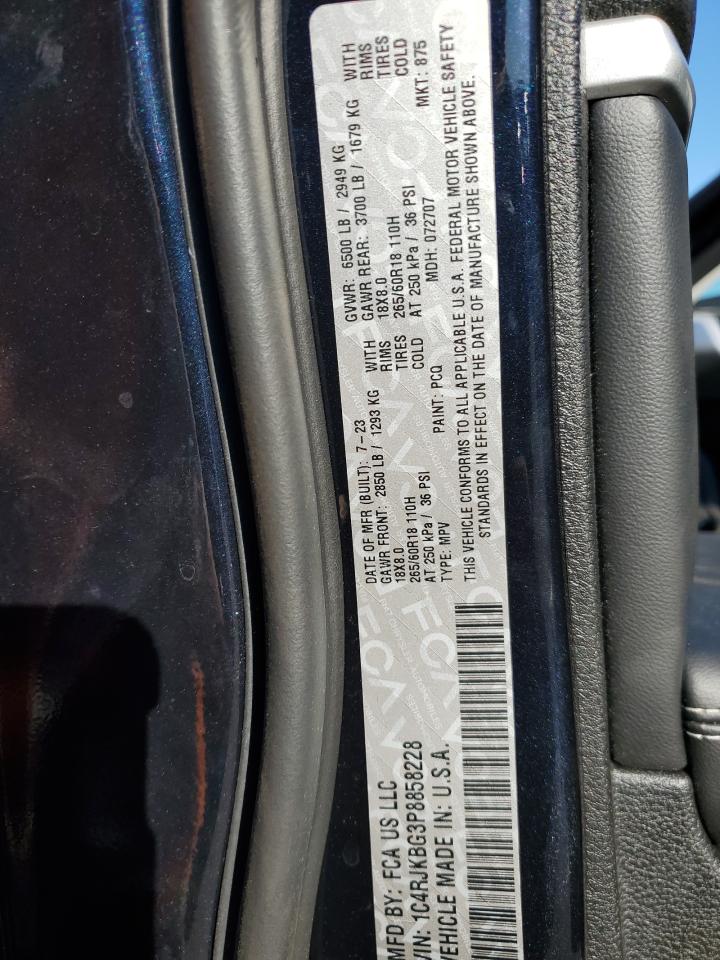 MFD BY: FCA US LLC
VIN: 1C4RJKBG3P8858228
VEHICLE MADE IN: U.S.A.
DATE OF MFR (BUILT): 7-23 GVWR: 6500 LB / 2949 KG
GAWR FRONT: 2850 LB / 1293 KG WITH GAWR REAR: 3700 LB / 1679 KG WITH
18X8.0 RIMS 18X8.0 RIMS
265/60R18 110H TIRES 265/60R18 110H TIRES
AT 250 kPa / 36 PSI COLD AT 250 kPa / 36 PSI COLD
TYPE: MPV PAINT: PCQ MDH: 072707 MKT: 875
THIS VEHICLE CONFORMS TO ALL APPLICABLE U.S.A. FEDERAL MOTOR VEHICLE SAFETY
STANDARDS IN EFFECT ON THE DATE OF MANUFACTURE SHOWN ABOVE.